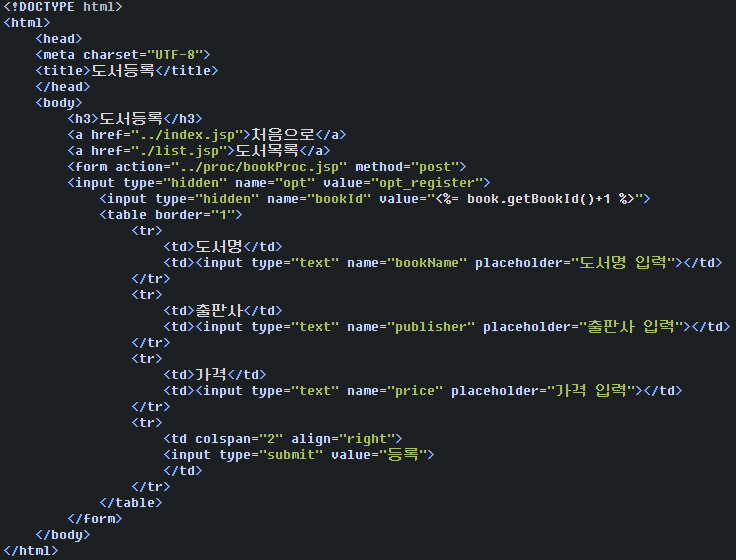 <!DOCTYPE html>
<html>
<head>
<meta charset="UTF-8">
<title>도서등록</title>
</head>
<body>
<h3>도서등록</h3>
<a href="../index.jsp">처음으로</a>
<a href="./list.jsp">도서목록</a>
<form action="../proc/bookProc.jsp" method="post">
<input type="hidden" name="opt" value="opt_register">
<input type="hidden" name="bookId" value="<%= book.getBookId()+1 %>">
<table border="1">
<tr>
<td>도서명</td>
<td><input type="text" name="bookName" placeholder="도서명 입력"></td>
</tr>
<tr>
<td>출판사</td>
<td><input type="text" name="publisher" placeholder="출판사 입력"></td>
</tr>
<tr>
<td>가격</td>
<td><input type="text" name="price" placeholder="가격 입력"></td>
</tr>
<tr>
<td colspan="2" align="right">
<input type="submit" value="등록">
</td>
</tr>
</table>
</form>
</body>
</html>